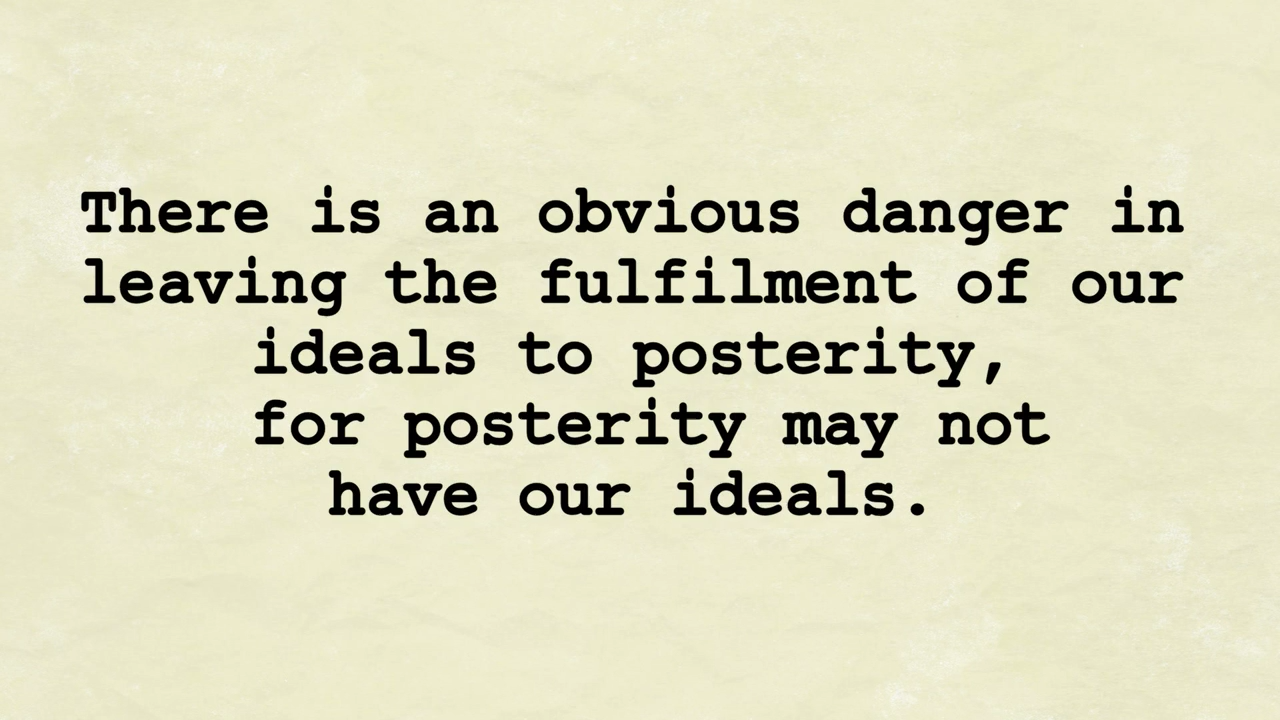 There is an obvious danger in
leaving the fulfilment of our
ideals to posterity,
for posterity may not
have our ideals.